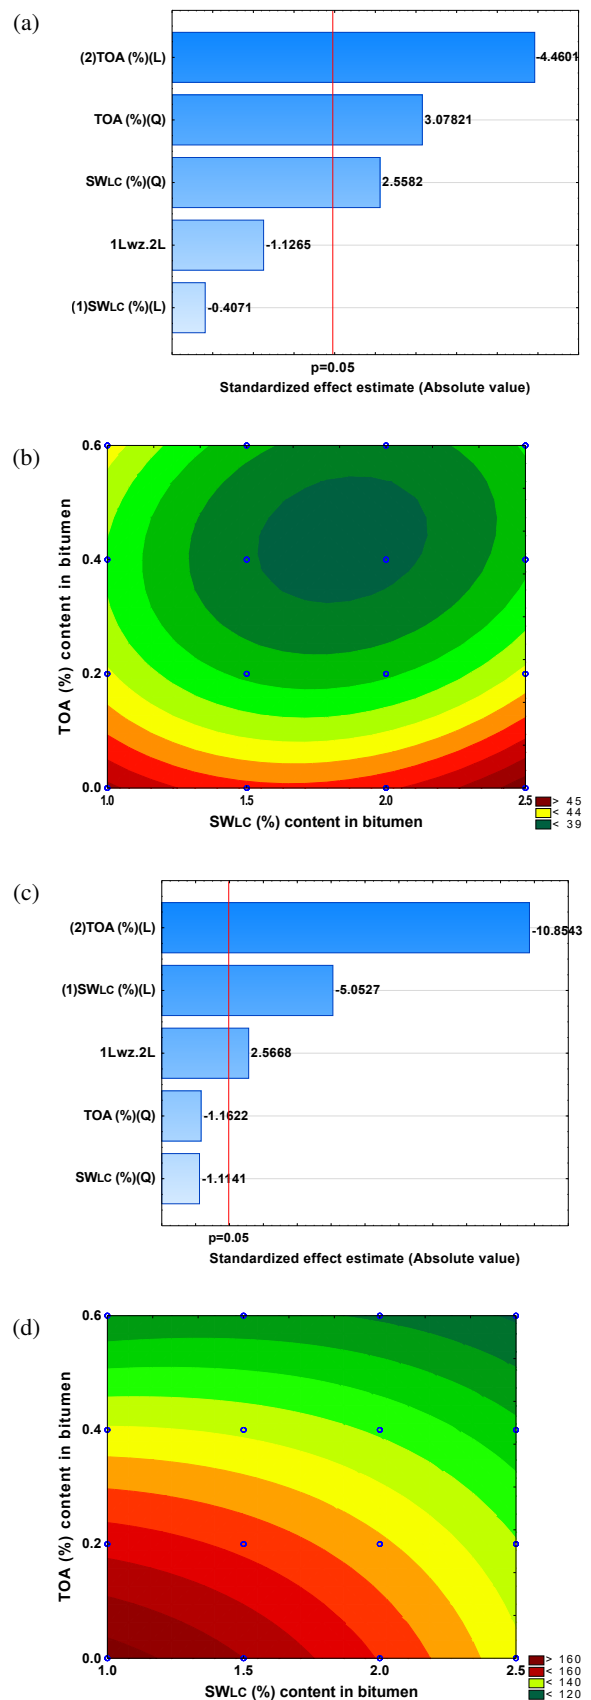 (a)
(2)TOA (%)(L)
-4.4601
TOA (%)(Q)
3.07821
SWLC (%)(Q)
2.5582
1Lwz.2L
-1.1265
(1)SWLC (%)(L)
-0.4071
p=0.05
Standardized effect estimate (Absolute value)
(b)
TOA (%) content in bitumen
0.6
0.4
0.2
0.0
1.0 1.5 2.0 2.5
SWLC (%) content in bitumen
> 45
< 44
< 39
(c)
(2)TOA (%)(L)
-10.8543
(1)SWLC (%)(L)
-5.0527
1Lwz.2L
2.5668
TOA (%)(Q)
-1.1622
SWLC (%)(Q)
-1.1141
p=0.05
Standardized effect estimate (Absolute value)
(d)
TOA (%) content in bitumen
0.6
0.4
0.2
0.0
1.0 1.5 2.0 2.5
SWLC (%) content in bitumen
> 160
< 160
< 140
< 120